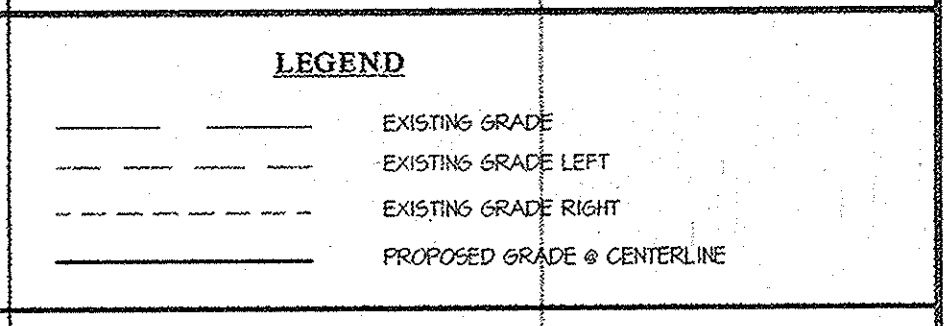 LEGEND
EXISTING GRADE
EXISTING GRADE LEFT
EXISTING GRADE RIGHT
PROPOSED GRADE @ CENTERLINE